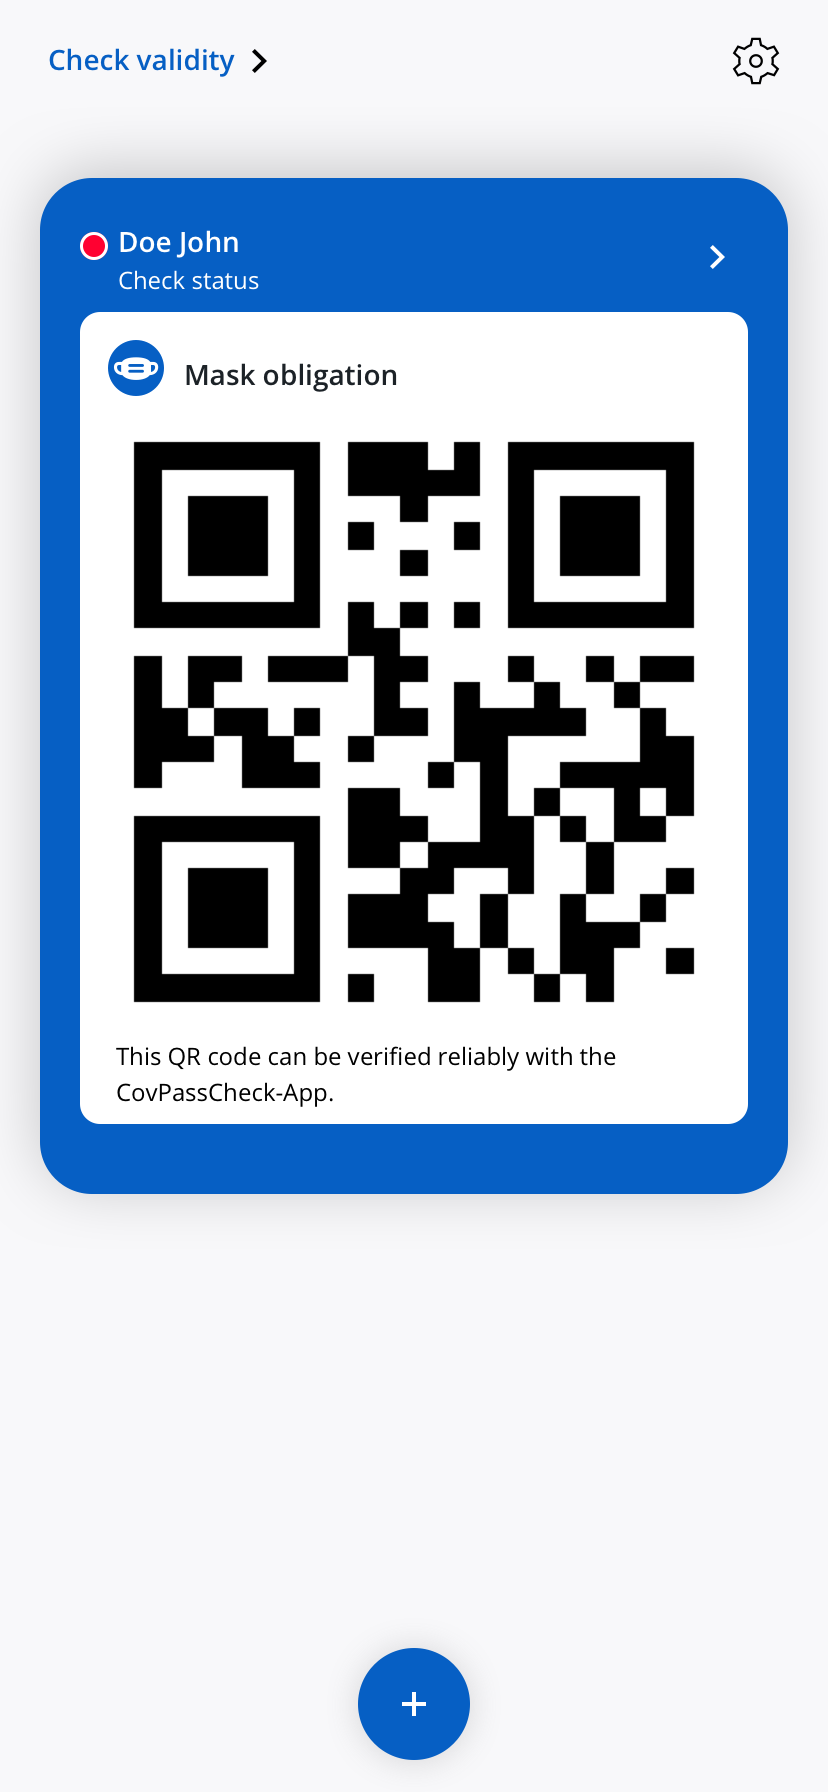 Check validity
Doe John
Check status
Mask obligation
This QR code can be verified reliably with the
CovPassCheck-App.